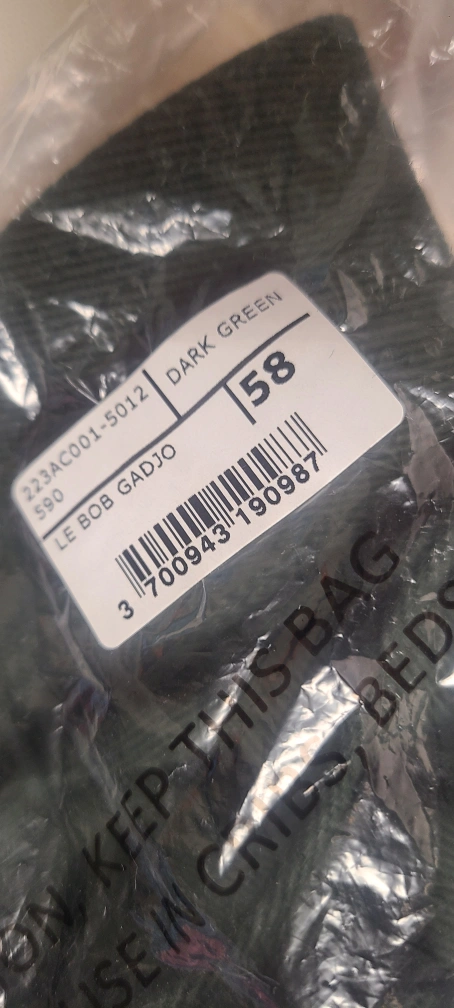 223AC001-5012
590
DARK GREEN
LE BOB GADJO
58
3 700943 190987
KEEP THIS BAG
USE IN CRIBS, BEDS